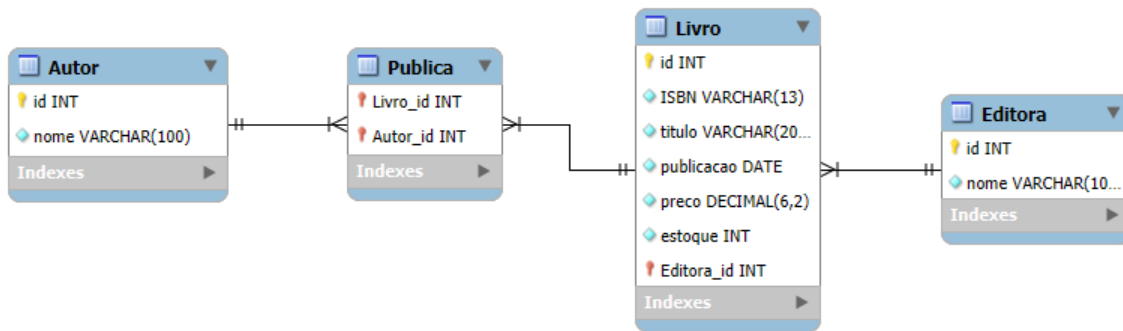 Autor
id INT
nome VARCHAR(100)
Indexes
Publica
Livro_id INT
Autor_id INT
Indexes
Livro
id INT
ISBN VARCHAR(13)
titulo VARCHAR(20...
publicacao DATE
preco DECIMAL(6,2)
estoque INT
Editora_id INT
Indexes
Editora
id INT
nome VARCHAR(10...
Indexes